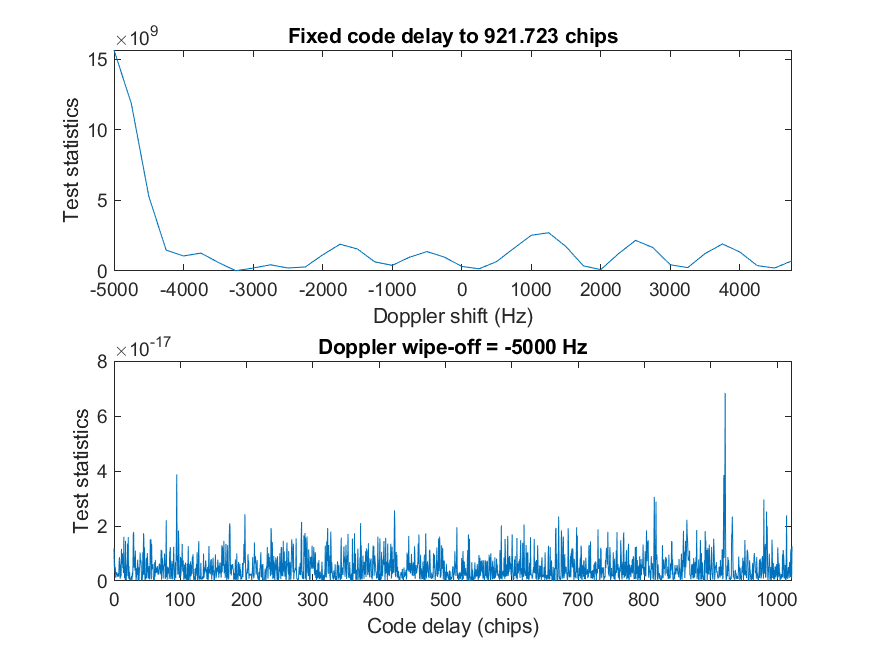 Fixed code delay to 921.723 chips
×10^9
15
10
5
0
Test statistics
-5000 -4000 -3000 -2000 -1000 0 1000 2000 3000 4000
Doppler shift (Hz)
Doppler wipe-off = -5000 Hz
×10^-17
8
6
4
2
0
Test statistics
0 100 200 300 400 500 600 700 800 900 1000
Code delay (chips)